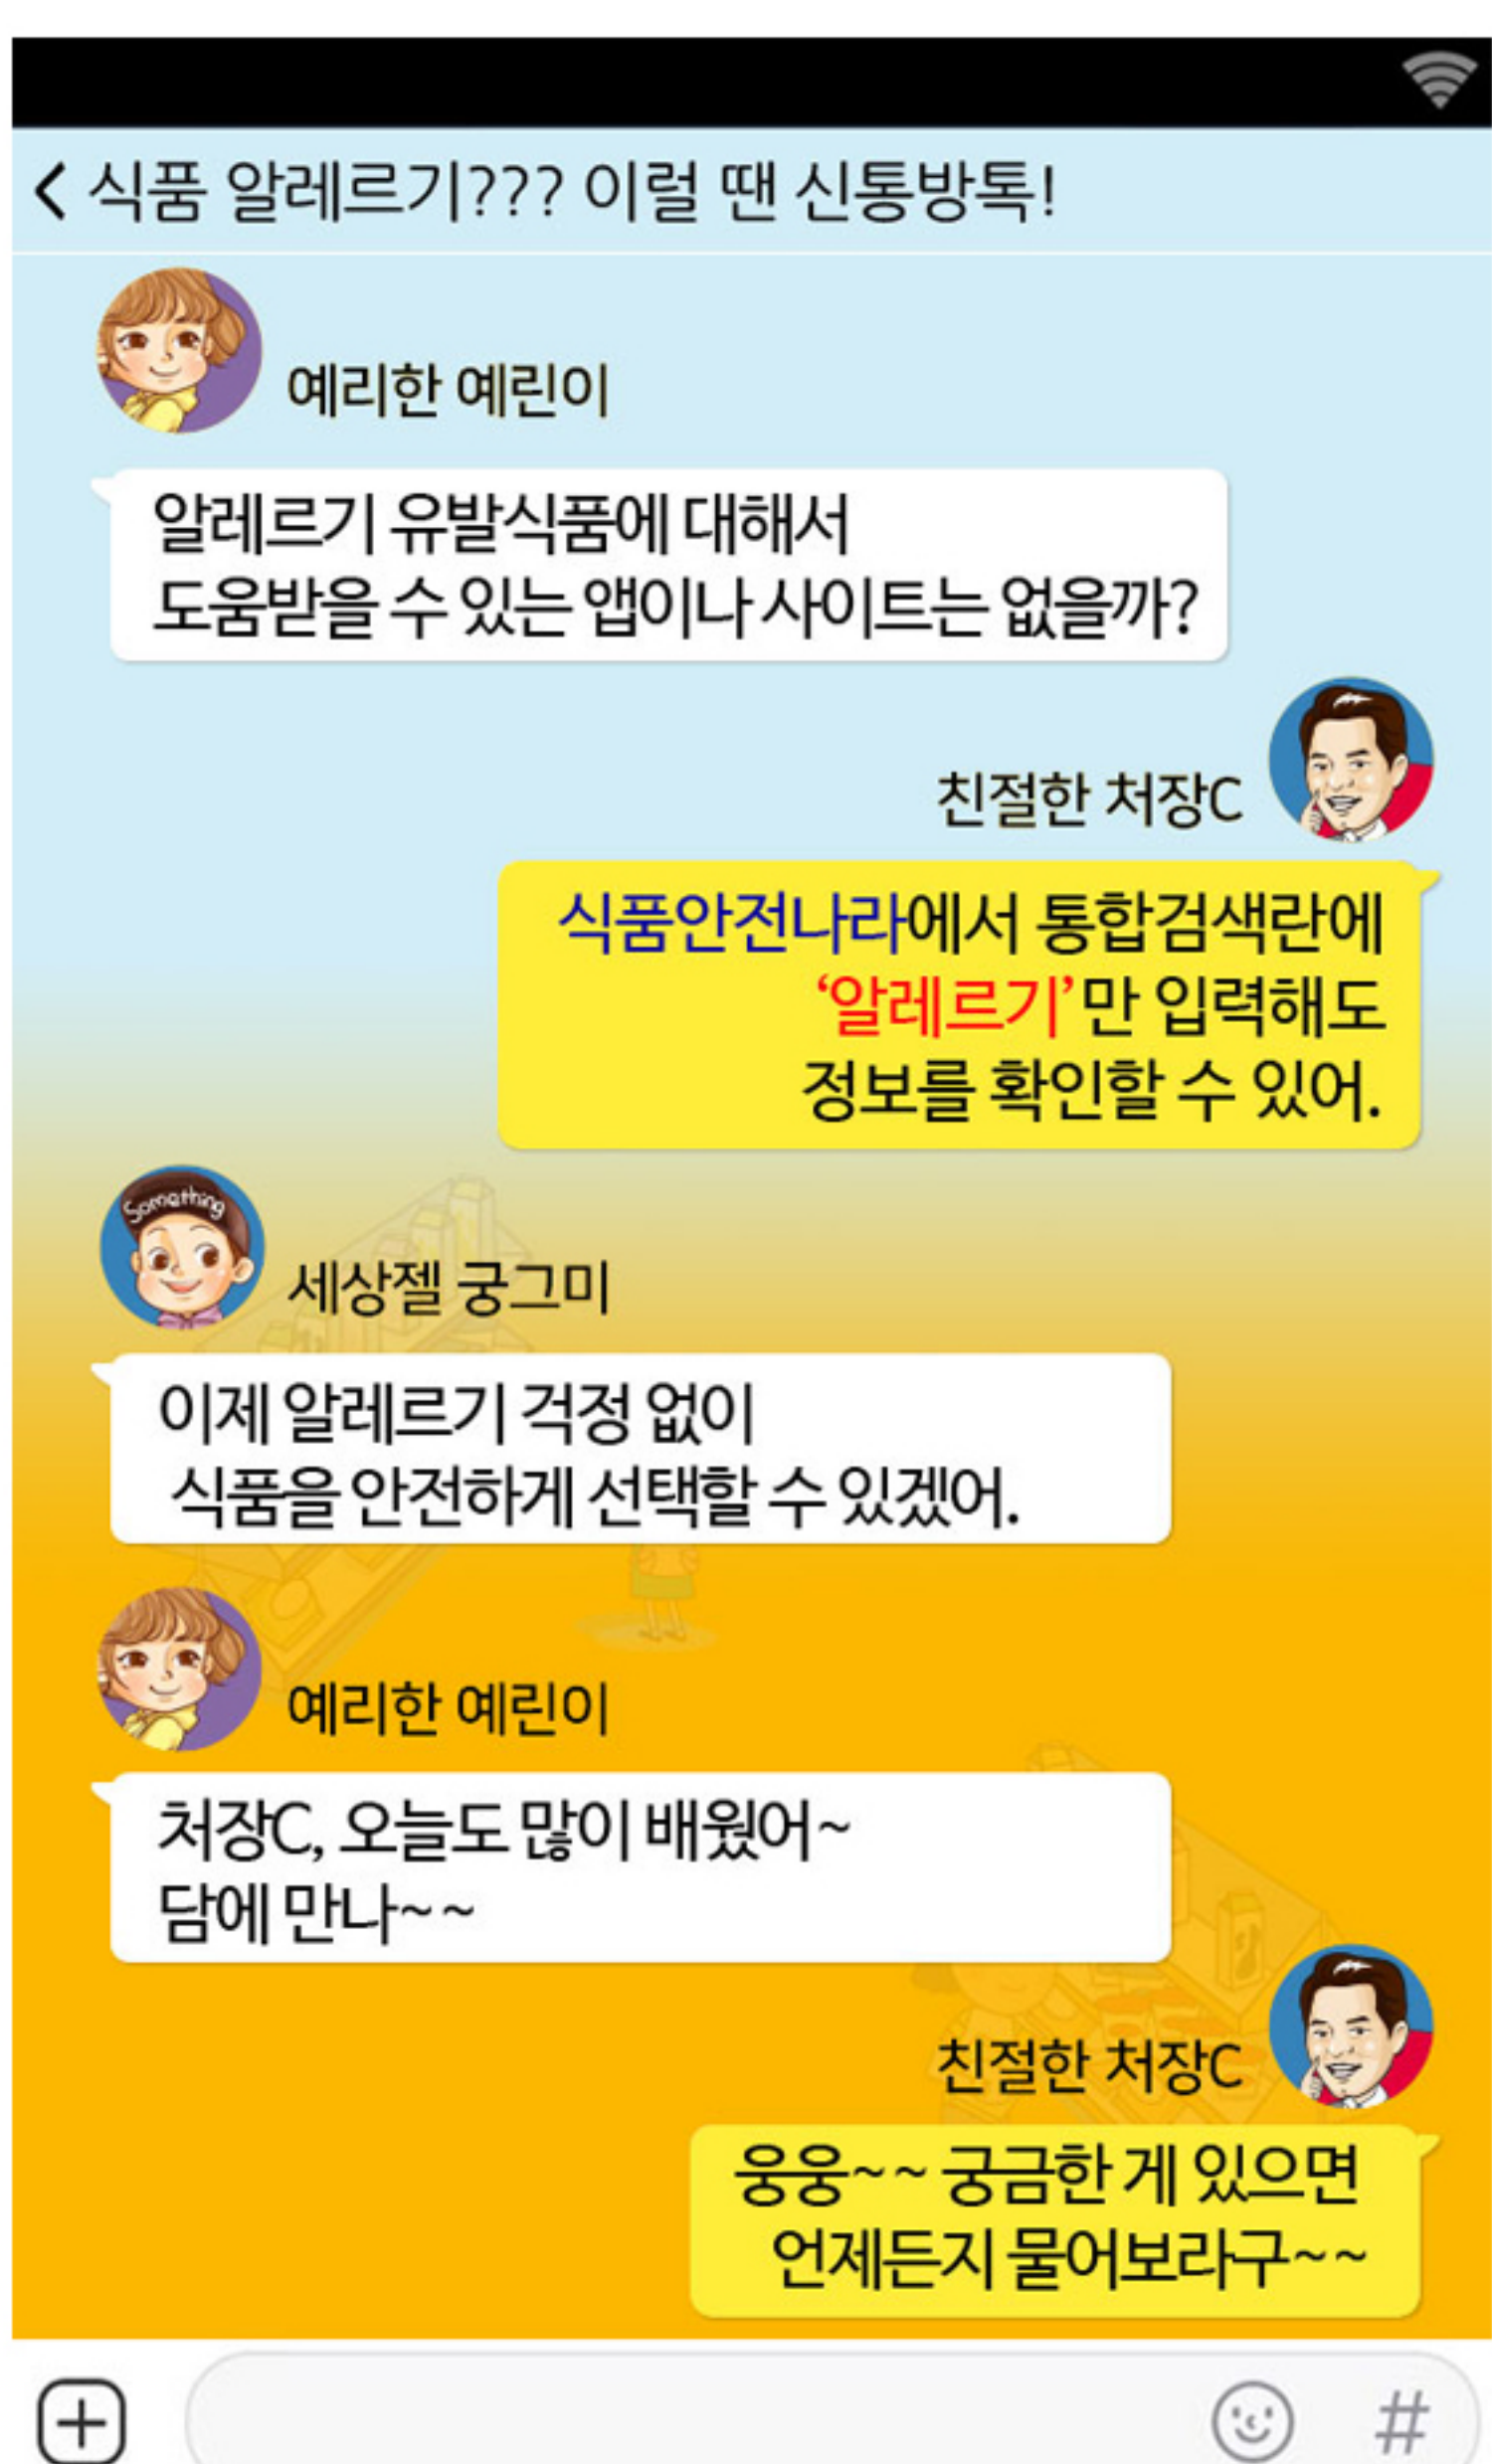 식품 알레르기??? 이럴 땐 신통방톡!
예리한 예린이
알레르기 유발식품에 대해서
도움받을 수 있는 앱이나 사이트는 없을까?
친절한 처장C
식품안전나라에서 통합검색란에
‘알레르기’만 입력해도
정보를 확인할 수 있어.
Something
세상젤 궁그미
이제 알레르기 걱정 없이
식품을 안전하게 선택할 수 있겠어.
예리한 예린이
처장C, 오늘도 많이 배웠어~
담에 만나~~
친절한 처장C
웅웅~~ 궁금한 게 있으면
언제든지 물어보라구~~
#